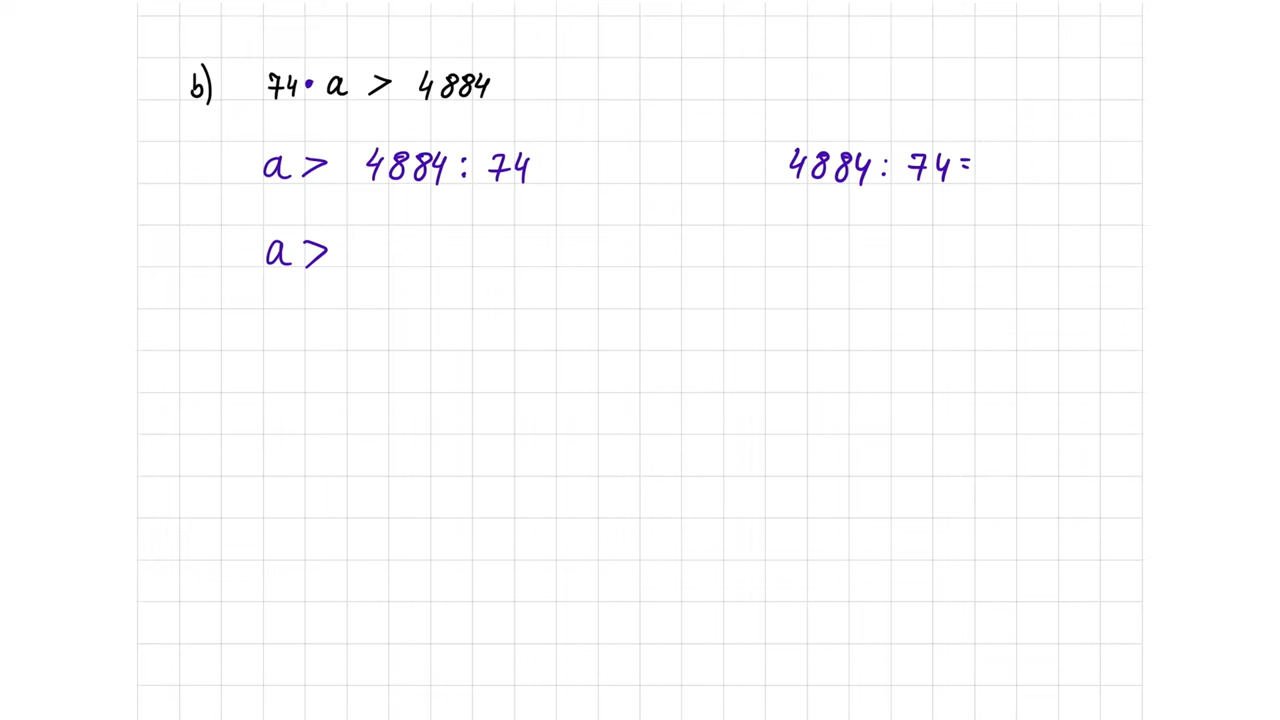 b) 74 · a > 4884
a > 4884 : 74
4884 : 74 =
a >